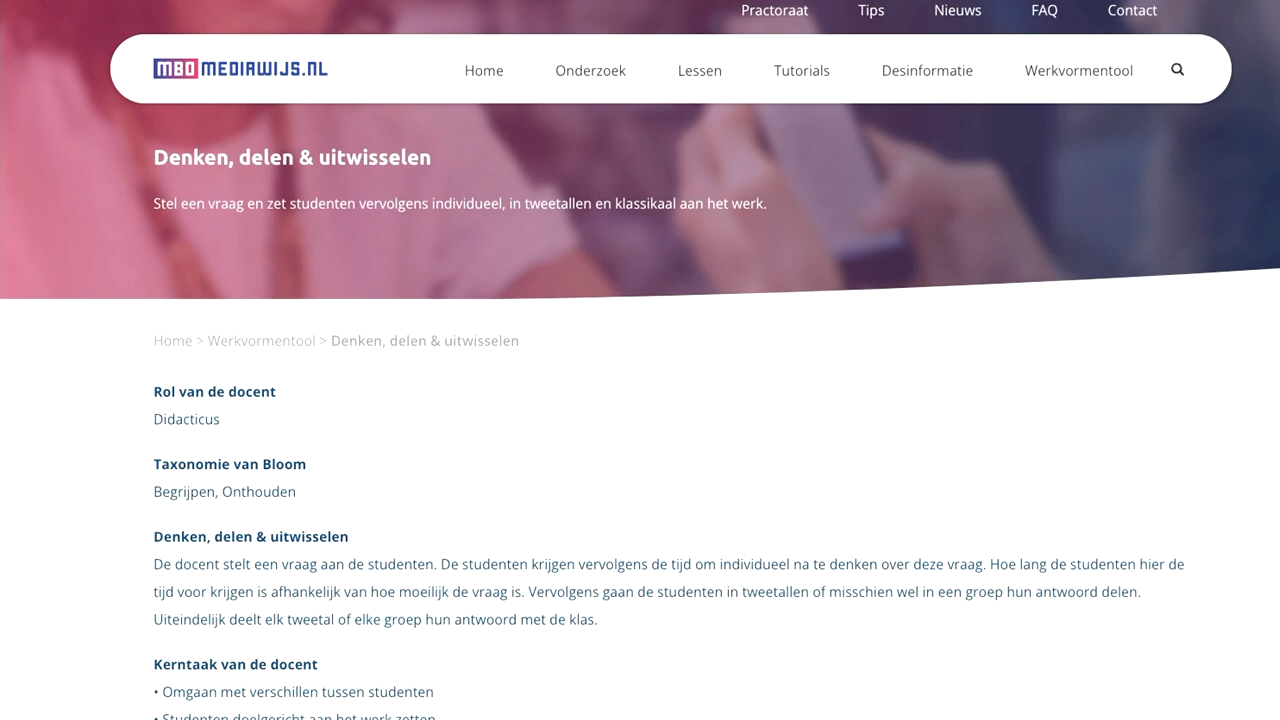 Practoraat Tips Nieuws FAQ Contact
MBO MEDIAWIJS.NL Home Onderzoek Lessen Tutorials Desinformatie Werkvormentool
Denken, delen & uitwisselen
Stel een vraag en zet studenten vervolgens individueel, in tweetallen en klassikaal aan het werk.
Home > Werkvormentool > Denken, delen & uitwisselen
Rol van de docent
Didacticus
Taxonomie van Bloom
Begrijpen, Onthouden
Denken, delen & uitwisselen
De docent stelt een vraag aan de studenten. De studenten krijgen vervolgens de tijd om individueel na te denken over deze vraag. Hoe lang de studenten hier de
tijd voor krijgen is afhankelijk van hoe moeilijk de vraag is. Vervolgens gaan de studenten in tweetallen of misschien wel in een groep hun antwoord delen.
Uiteindelijk deelt elk tweetal of elke groep hun antwoord met de klas.
Kerntaak van de docent
• Omgaan met verschillen tussen studenten
• Studenten doelgericht aan het werk zetten